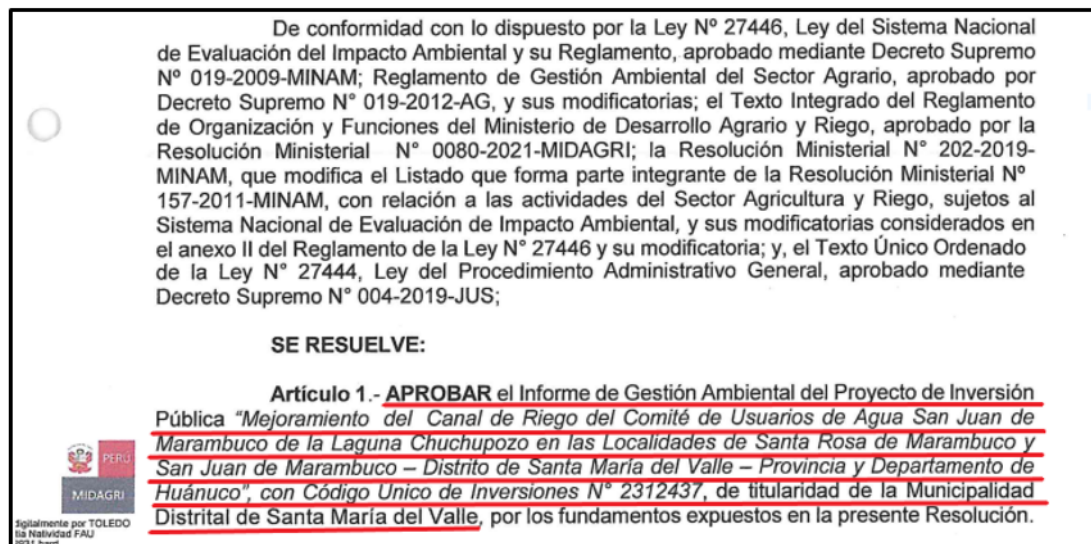 De conformidad con lo dispuesto por la Ley Nº 27446, Ley del Sistema Nacional
de Evaluación del Impacto Ambiental y su Reglamento, aprobado mediante Decreto Supremo
Nº 019-2009-MINAM; Reglamento de Gestión Ambiental del Sector Agrario, aprobado por
Decreto Supremo N° 019-2012-AG, y sus modificatorias; el Texto Integrado del Reglamento
de Organización y Funciones del Ministerio de Desarrollo Agrario y Riego, aprobado por la
Resolución Ministerial N° 0080-2021-MIDAGRI; la Resolución Ministerial N° 202-2019-
MINAM, que modifica el Listado que forma parte integrante de la Resolución Ministerial Nº
157-2011-MINAM, con relación a las actividades del Sector Agricultura y Riego, sujetos al
Sistema Nacional de Evaluación de Impacto Ambiental, y sus modificatorias considerados en
el anexo II del Reglamento de la Ley N° 27446 y su modificatoria; y, el Texto Único Ordenado
de la Ley N° 27444, Ley del Procedimiento Administrativo General, aprobado mediante
Decreto Supremo N° 004-2019-JUS;
SE RESUELVE:
Artículo 1.- APROBAR el Informe de Gestión Ambiental del Proyecto de Inversión
Pública "Mejoramiento del Canal de Riego del Comité de Usuarios de Agua San Juan de
Marambuco de la Laguna Chuchupozo en las Localidades de Santa Rosa de Marambuco y
San Juan de Marambuco – Distrito de Santa María del Valle – Provincia y Departamento de
Huánuco", con Código Unico de Inversiones N° 2312437, de titularidad de la Municipalidad
Distrital de Santa María del Valle, por los fundamentos expuestos en la presente Resolución.
PERÚ
MIDAGRI
por TOLEDO
Natividad FAU